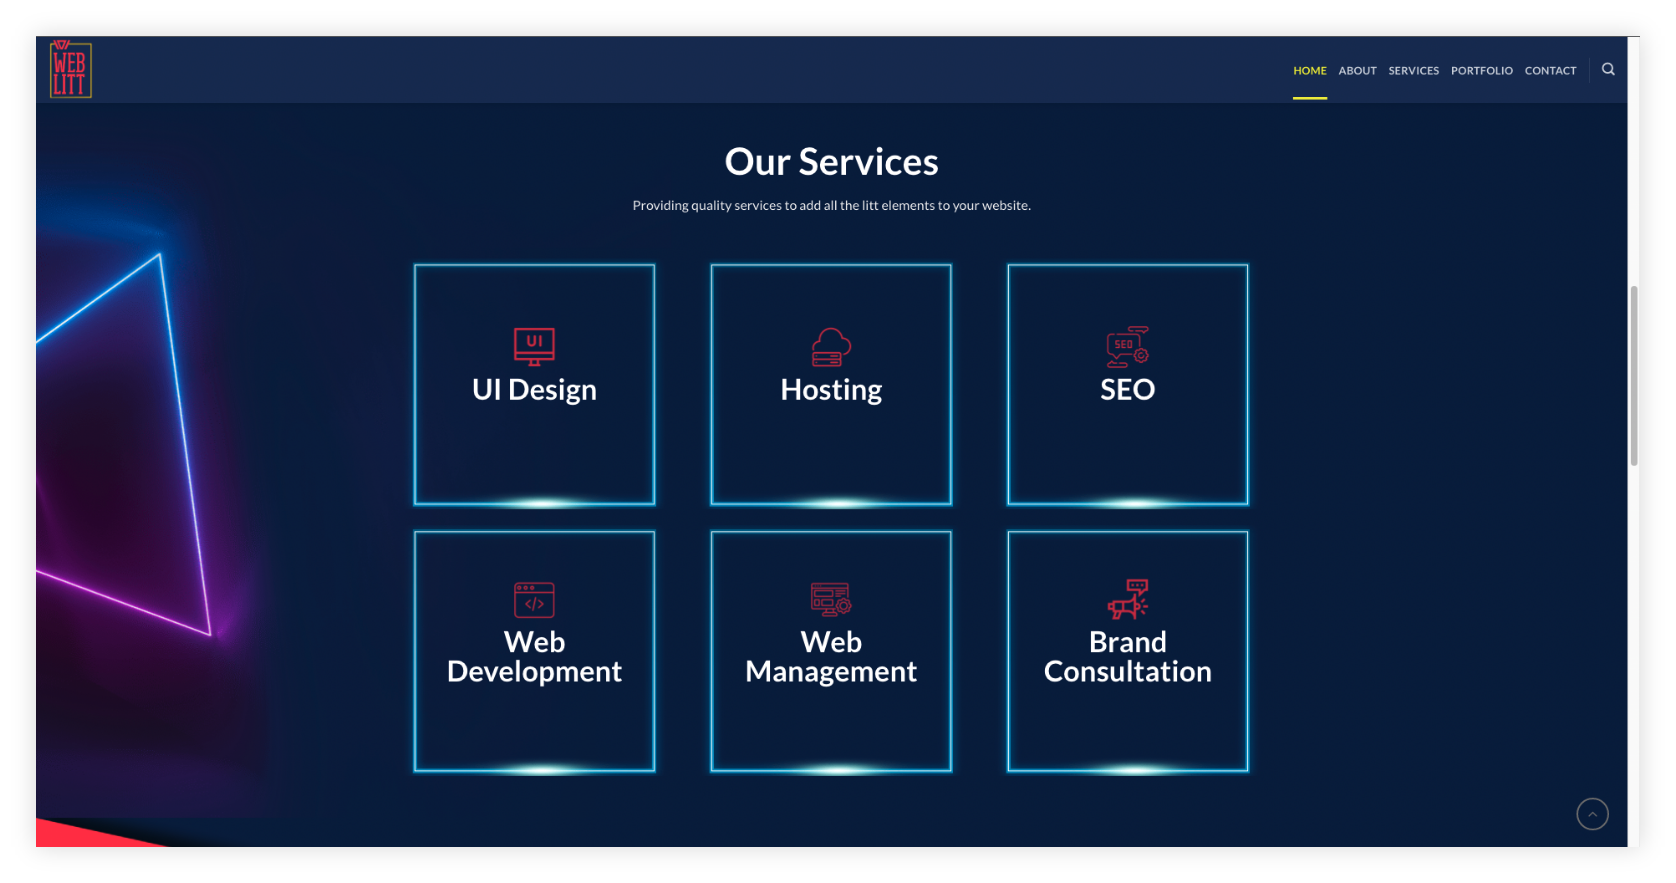 WEB
LITT
HOME ABOUT SERVICES PORTFOLIO CONTACT
Our Services
Providing quality services to add all the litt elements to your website.
UI
SEO
UI Design
Hosting
SEO
</>
Web
Development
Web
Management
Brand
Consultation